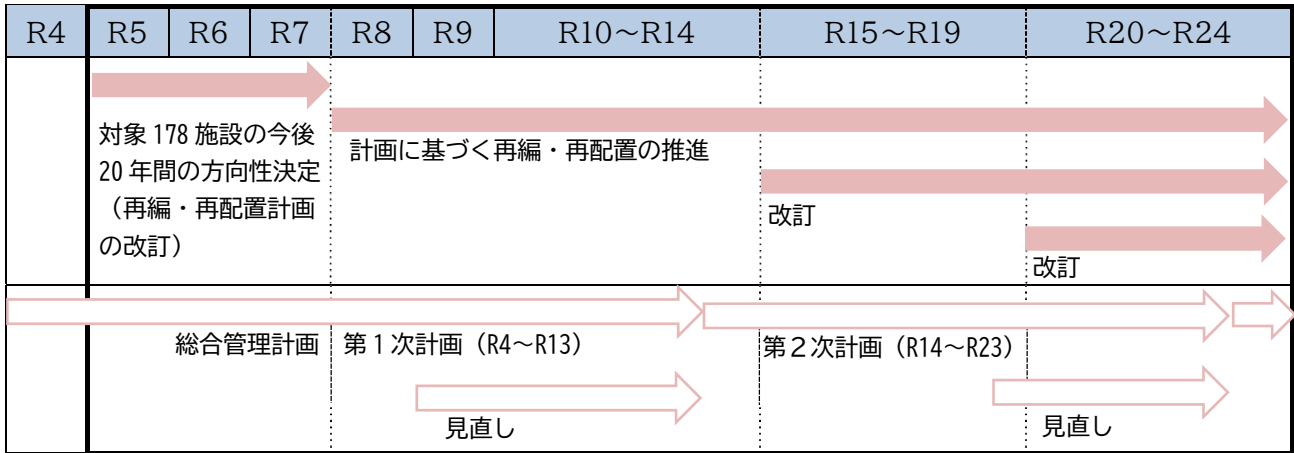 R4 R5 R6 R7 R8 R9 R10～R14 R15～R19 R20～R24
対象 178 施設の今後
20 年間の方向性決定
（再編・再配置計画
の改訂）
計画に基づく再編・再配置の推進
改訂
改訂
総合管理計画 第１次計画（R4～R13） 第２次計画（R14～R23）
見直し 見直し